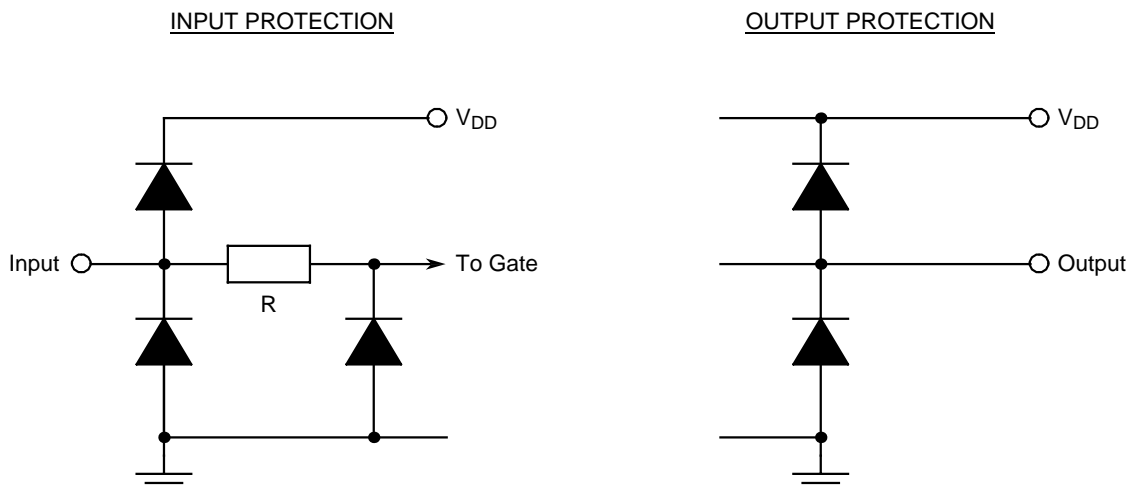 INPUT PROTECTION
OUTPUT PROTECTION
VDD
VDD
Input
To Gate
Output
R